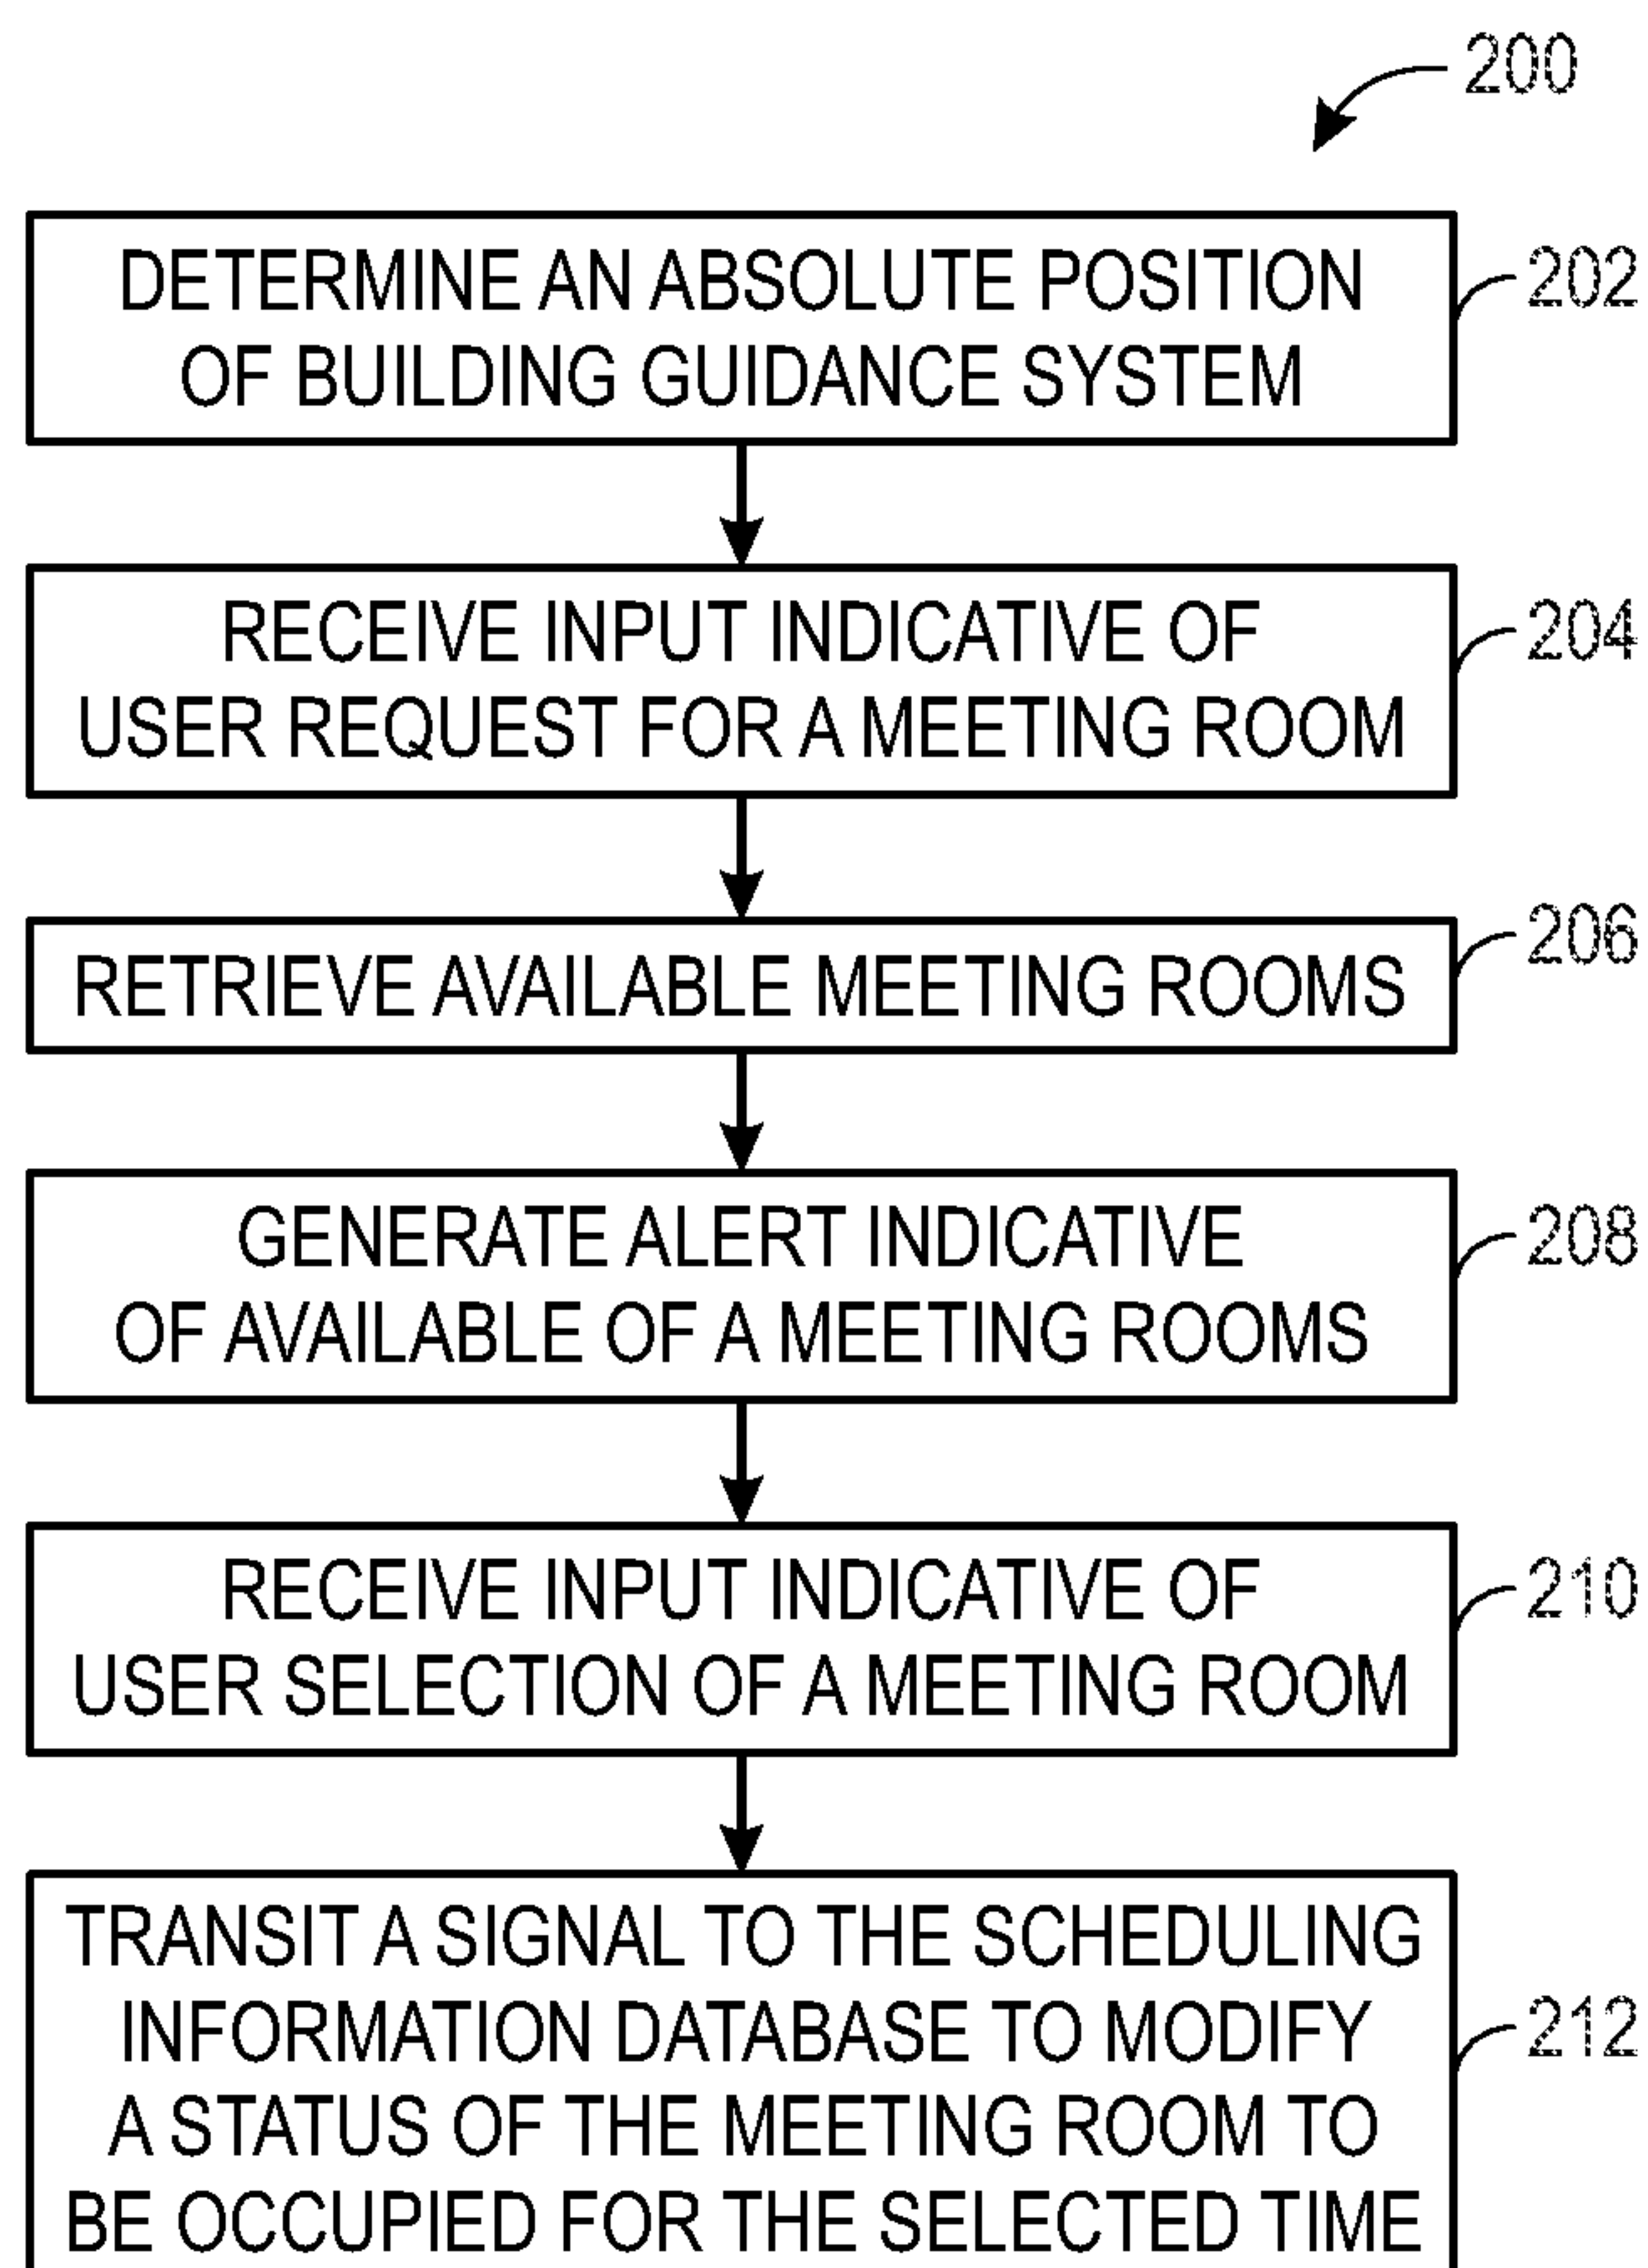 200
DETERMINE AN ABSOLUTE POSITION
OF BUILDING GUIDANCE SYSTEM
202
RECEIVE INPUT INDICATIVE OF
USER REQUEST FOR A MEETING ROOM
204
RETRIEVE AVAILABLE MEETING ROOMS
206
GENERATE ALERT INDICATIVE
OF AVAILABLE OF A MEETING ROOMS
208
RECEIVE INPUT INDICATIVE OF
USER SELECTION OF A MEETING ROOM
210
TRANSIT A SIGNAL TO THE SCHEDULING
INFORMATION DATABASE TO MODIFY
A STATUS OF THE MEETING ROOM TO
BE OCCUPIED FOR THE SELECTED TIME
212